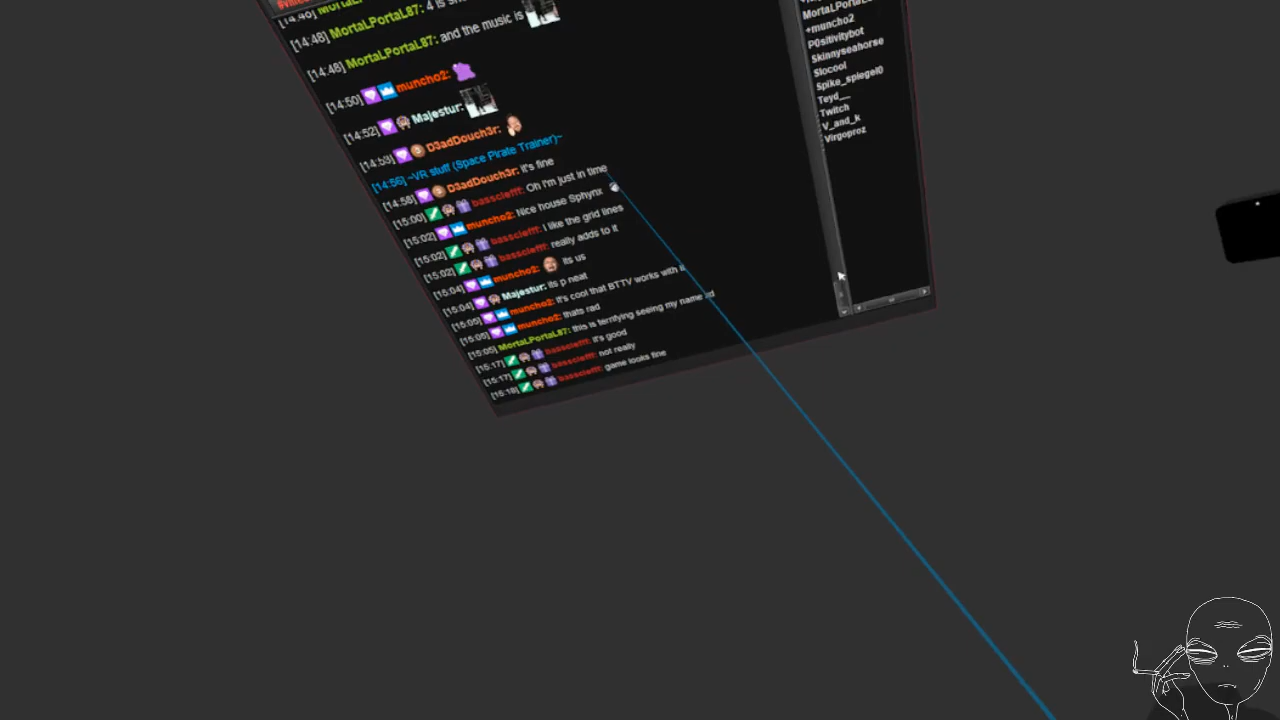 MortaLPortaL87: 4 is
[14:48] MortaLPortaL87: and the music is
[14:48]
[14:50] muncho2:
[14:52] Majestur:
[14:53] D3adDouch3r:
[14:56] ~VR stuff (Space Pirate Trainer)~
[14:58] D3adDouch3r: it's fine
[15:00] bassclefff: Oh I'm just in time
[15:02] muncho2: Nice house Sphynx
[15:02] bassclefff: I like the grid lines
[15:02] bassclefff: really adds to it
[15:04] muncho2: its us
[15:04] Majestur: its p neat
[15:05] muncho2: It's cool that BTTV works with it
[15:05] muncho2: thats rad
[15:05] MortaLPortaL87: this is terrifying seeing my name xd
[15:17] bassclefff: it's good
[15:17] bassclefff: not really
[15:18] bassclefff: game looks fine
MortaLPortaL
+muncho2
P0sitivitybot
Skinnyseahorse
Slocool
Spike_spiegel0
Teyd__
Twitch
V_and_k
Virgoproz